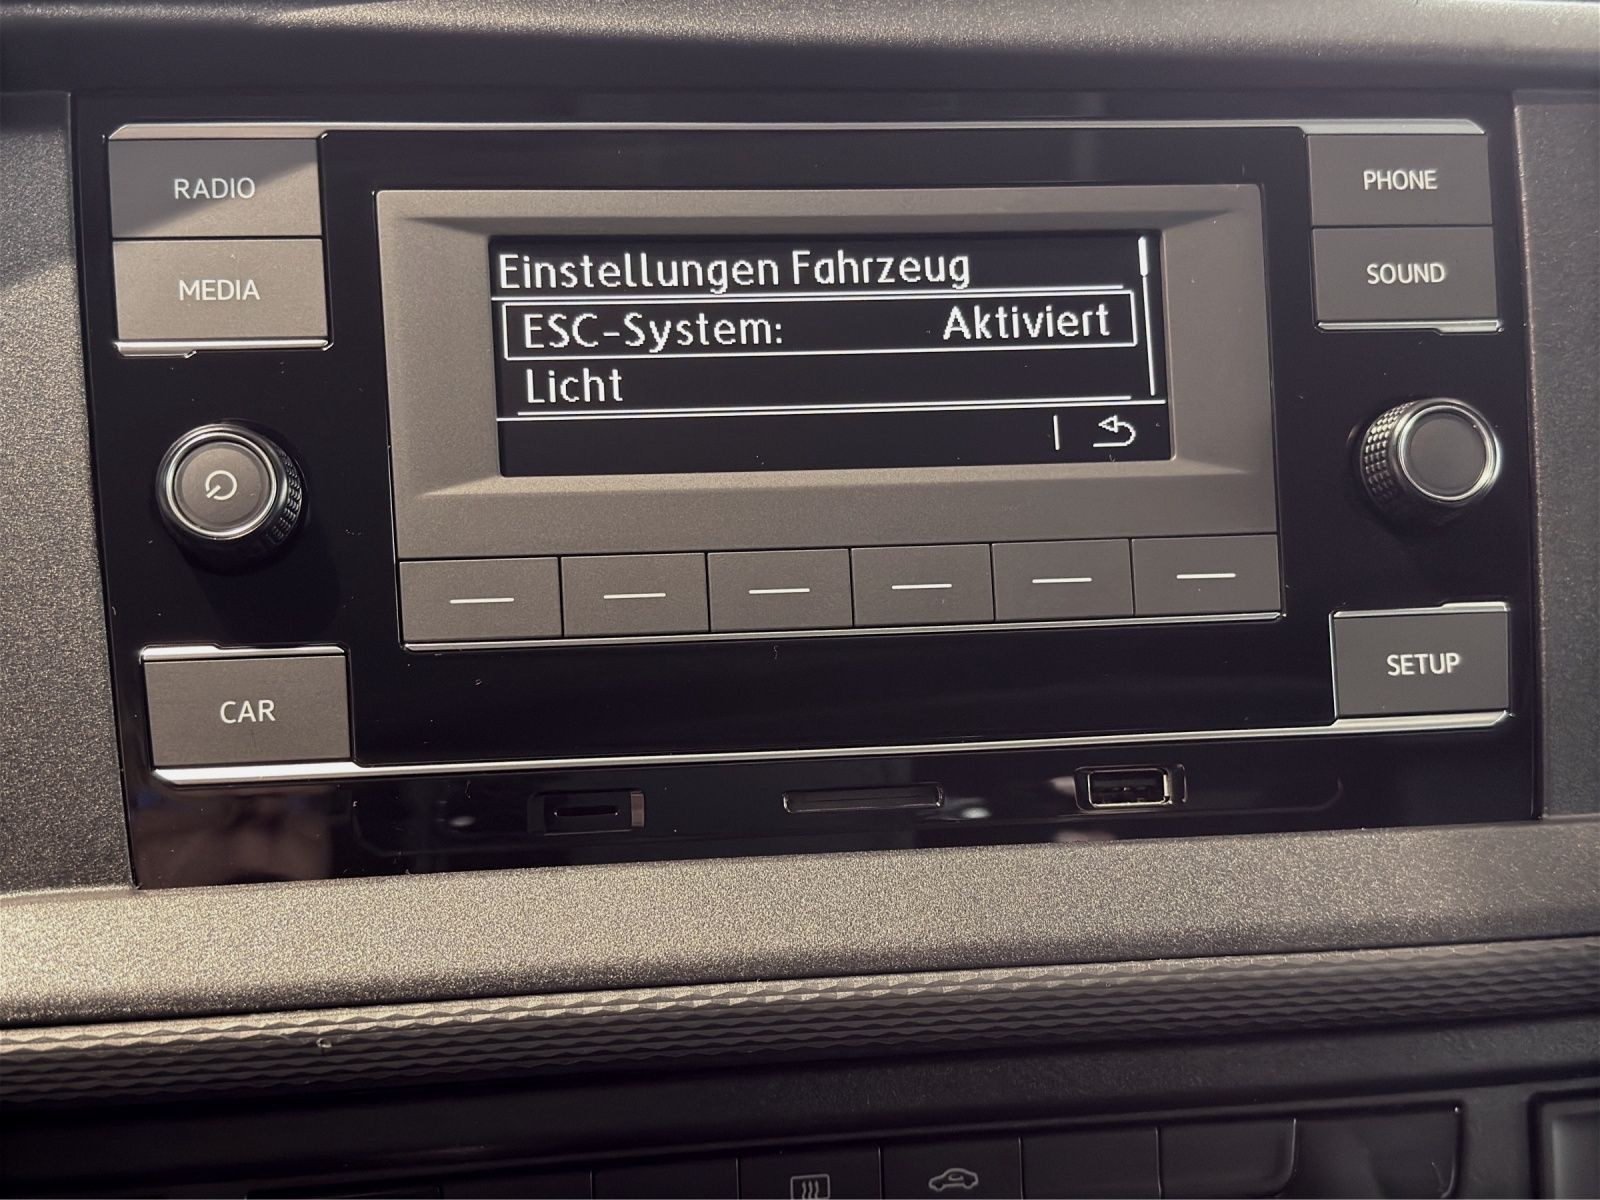 RADIO
MEDIA
PHONE
SOUND
Einstellungen Fahrzeug
ESC-System: Aktiviert
Licht
CAR
SETUP